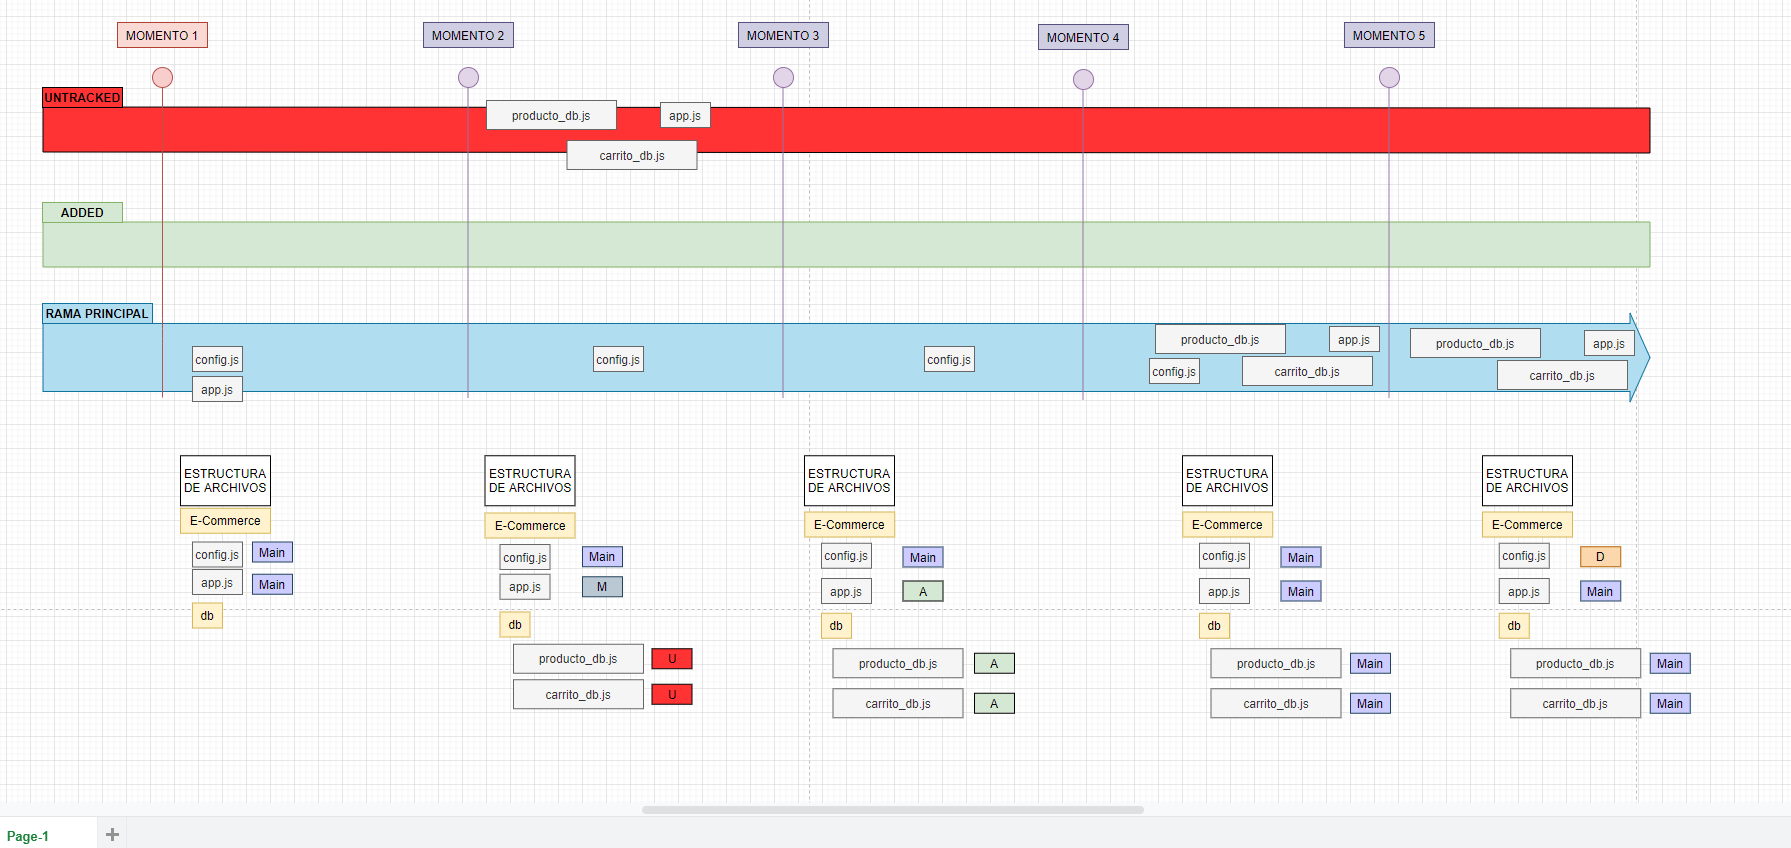 MOMENTO 1
MOMENTO 2
MOMENTO 3
MOMENTO 4
MOMENTO 5
UNTRACKED
producto_db.js
app.js
carrito_db.js
ADDED
RAMA PRINCIPAL
config.js
app.js
config.js
config.js
producto_db.js
app.js
config.js
carrito_db.js
producto_db.js
app.js
carrito_db.js
ESTRUCTURA
DE ARCHIVOS
E-Commerce
config.js Main
app.js Main
db
ESTRUCTURA
DE ARCHIVOS
E-Commerce
config.js Main
app.js M
db
producto_db.js U
carrito_db.js U
ESTRUCTURA
DE ARCHIVOS
E-Commerce
config.js Main
app.js A
db
producto_db.js A
carrito_db.js A
ESTRUCTURA
DE ARCHIVOS
E-Commerce
config.js Main
app.js Main
db
producto_db.js Main
carrito_db.js Main
ESTRUCTURA
DE ARCHIVOS
E-Commerce
config.js D
app.js Main
db
producto_db.js Main
carrito_db.js Main
Page-1